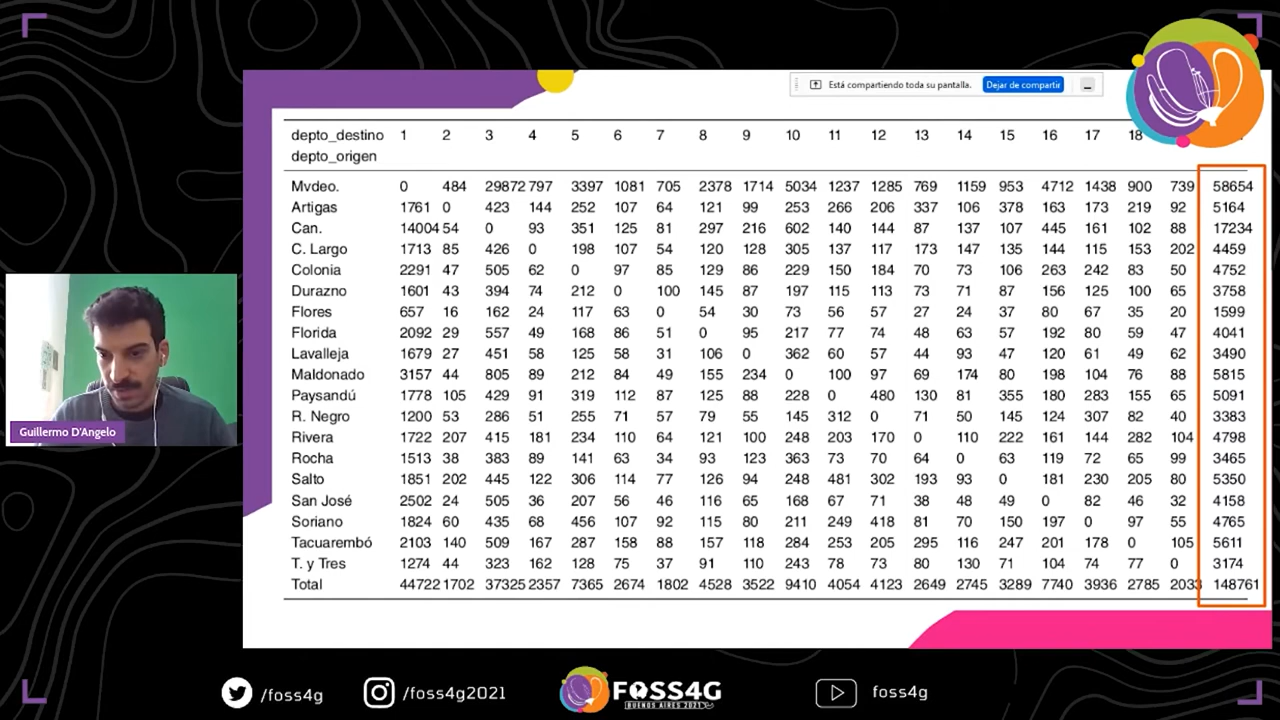 Está compartiendo toda su pantalla. Dejar de compartir
depto_destino 1 2 3 4 5 6 7 8 9 10 11 12 13 14 15 16 17 18
depto_origen
Mvdeo. 0 484 29872 797 3397 1081 705 2378 1714 5034 1237 1285 769 1159 953 4712 1438 900 739 58654
Artigas 1761 0 423 144 252 107 64 121 99 253 266 206 337 106 378 163 173 219 92 5164
Can. 14004 54 0 93 351 125 81 297 216 602 140 144 87 137 107 445 161 102 88 17234
C. Largo 1713 85 426 0 198 107 54 120 128 305 137 117 173 147 135 144 115 153 202 4459
Colonia 2291 47 505 62 0 97 85 129 86 229 150 184 70 73 106 263 242 83 50 4752
Durazno 1601 43 394 74 212 0 100 145 87 197 115 113 73 71 87 156 125 100 65 3758
Flores 657 16 162 24 117 63 0 54 30 73 56 57 27 24 37 80 67 35 20 1599
Florida 2092 29 557 49 168 86 51 0 95 217 77 74 48 63 57 192 80 59 47 4041
Lavalleja 1679 27 451 58 125 58 31 106 0 362 60 57 44 93 47 120 61 49 62 3490
Maldonado 3157 44 805 89 212 84 49 155 234 0 100 97 69 174 80 198 104 76 88 5815
Paysandú 1778 105 429 91 319 112 87 125 88 228 0 480 130 81 355 180 283 155 65 5091
R. Negro 1200 53 286 51 255 71 57 79 55 145 312 0 71 50 145 124 307 82 40 3383
Rivera 1722 207 415 181 234 110 64 121 100 248 203 170 0 110 222 161 144 282 104 4798
Rocha 1513 38 383 89 141 63 34 93 123 363 73 70 64 0 63 119 72 65 99 3465
Salto 1851 202 445 122 306 114 77 126 94 248 481 302 193 93 0 181 230 205 80 5350
San José 2502 24 505 36 207 56 46 116 65 168 67 71 38 48 49 0 82 46 32 4158
Soriano 1824 60 435 68 456 107 92 115 80 211 249 418 81 70 150 197 0 97 55 4765
Tacuarembó 2103 140 509 167 287 158 88 157 118 284 253 205 295 116 247 201 178 0 105 5611
T. y Tres 1274 44 323 162 128 75 37 91 110 243 78 73 80 130 71 104 74 77 0 3174
Total 44722 1702 37325 2357 7365 2674 1802 4528 3522 9410 4054 4123 2649 2745 3289 7740 3936 2785 2033 148761
Guillermo D'Angelo
/foss4g
/foss4g2021
FOSS4G
BUENOS AIRES 2021
foss4g